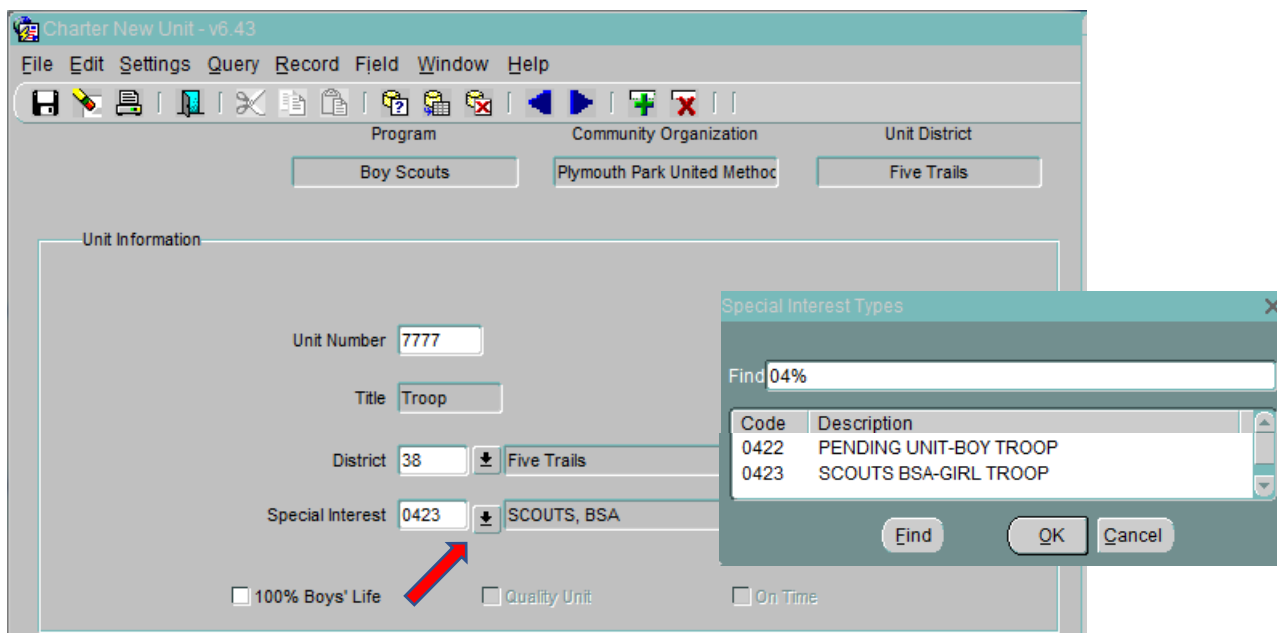 Charter New Unit - v6.43
File Edit Settings Query Record Field Window Help
Program Community Organization Unit District
Boy Scouts Plymouth Park United Methoc Five Trails
Unit Information
Unit Number 7777
Title Troop
District 38 Five Trails
Special Interest 0423 SCOUTS, BSA
100% Boys' Life Quality Unit On Time
Special Interest Types
Find 04%
Code Description
0422 PENDING UNIT-BOY TROOP
0423 SCOUTS BSA-GIRL TROOP
Find OK Cancel